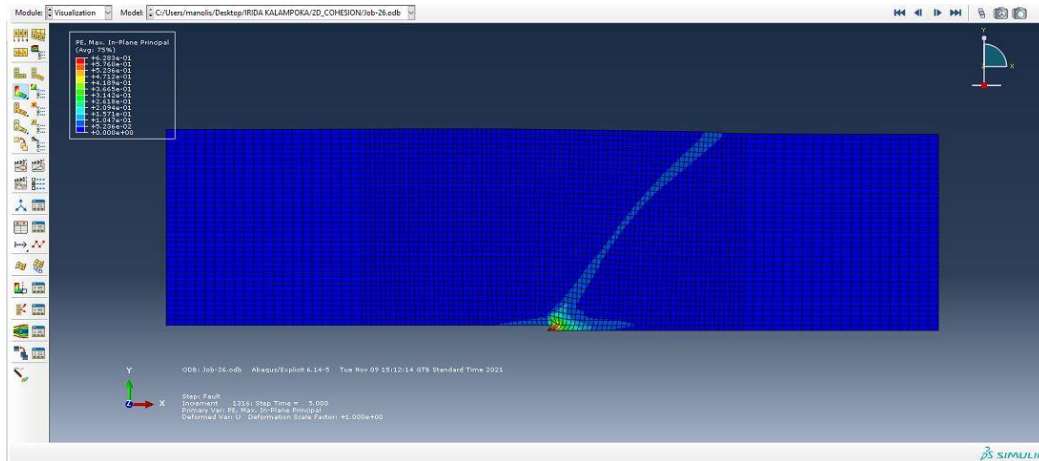 Module: Visualization Model: C:/Users/manolis/Desktop/IRIDA KALAMPOKA/2D_COHESION/Job-26.odb
PE, Max. In-Plane Principal
(Avg: 75%)
+6.283e-01
+5.760e-01
+5.236e-01
+4.712e-01
+4.189e-01
+3.665e-01
+3.142e-01
+2.618e-01
+2.094e-01
+1.571e-01
+1.047e-01
+5.236e-02
+0.000e+00
Y
X
Y
X
Z
ODB: Job-26.odb Abaqus/Explicit 6.14-5 Tue Nov 09 15:12:14 GTB Standard Time 2021
Step: Fault
Increment 1316: Step Time = 5.000
Primary Var: PE, Max. In-Plane Principal
Deformed Var: U Deformation Scale Factor: +1.000e+00
SIMULIA